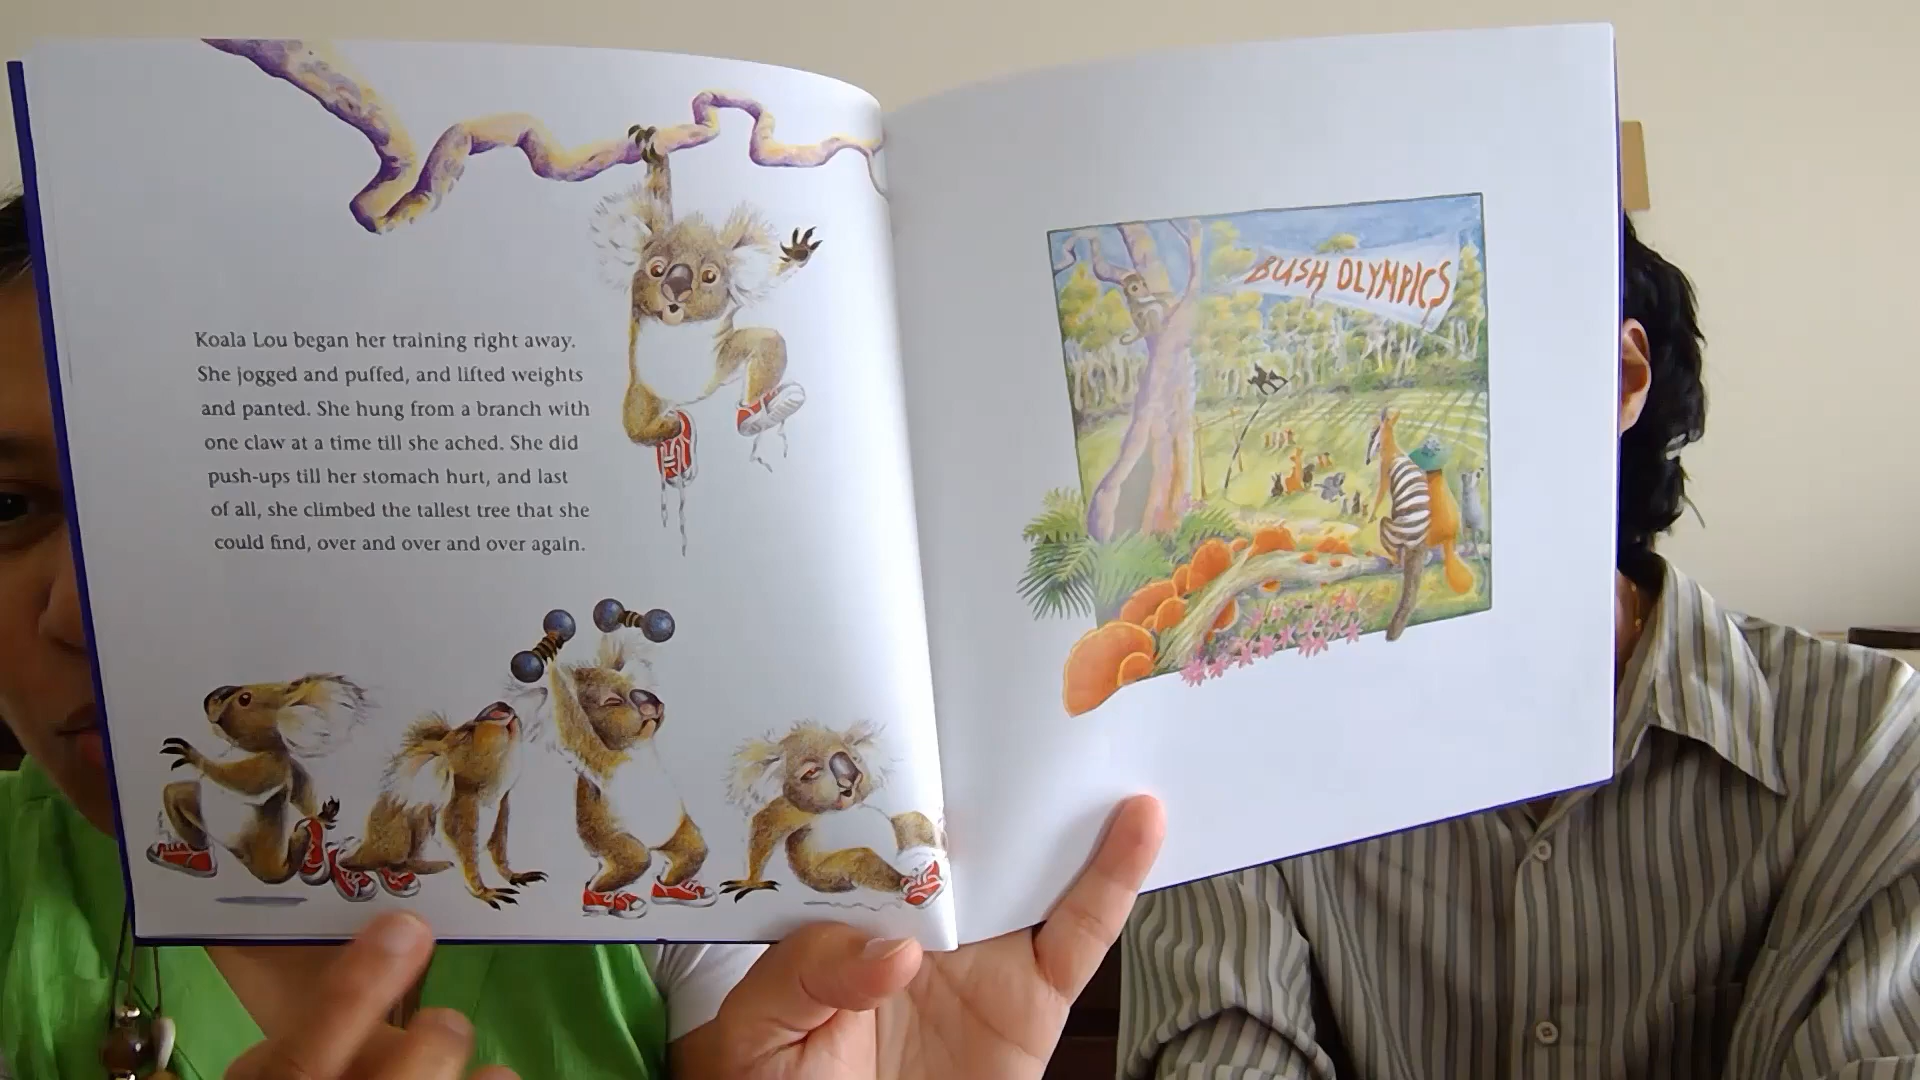 Koala Lou began her training right away.
She jogged and puffed, and lifted weights
and panted. She hung from a branch with
one claw at a time till she ached. She did
push-ups till her stomach hurt, and last
of all, she climbed the tallest tree that she
could find, over and over and over again.
BUSH OLYMPICS